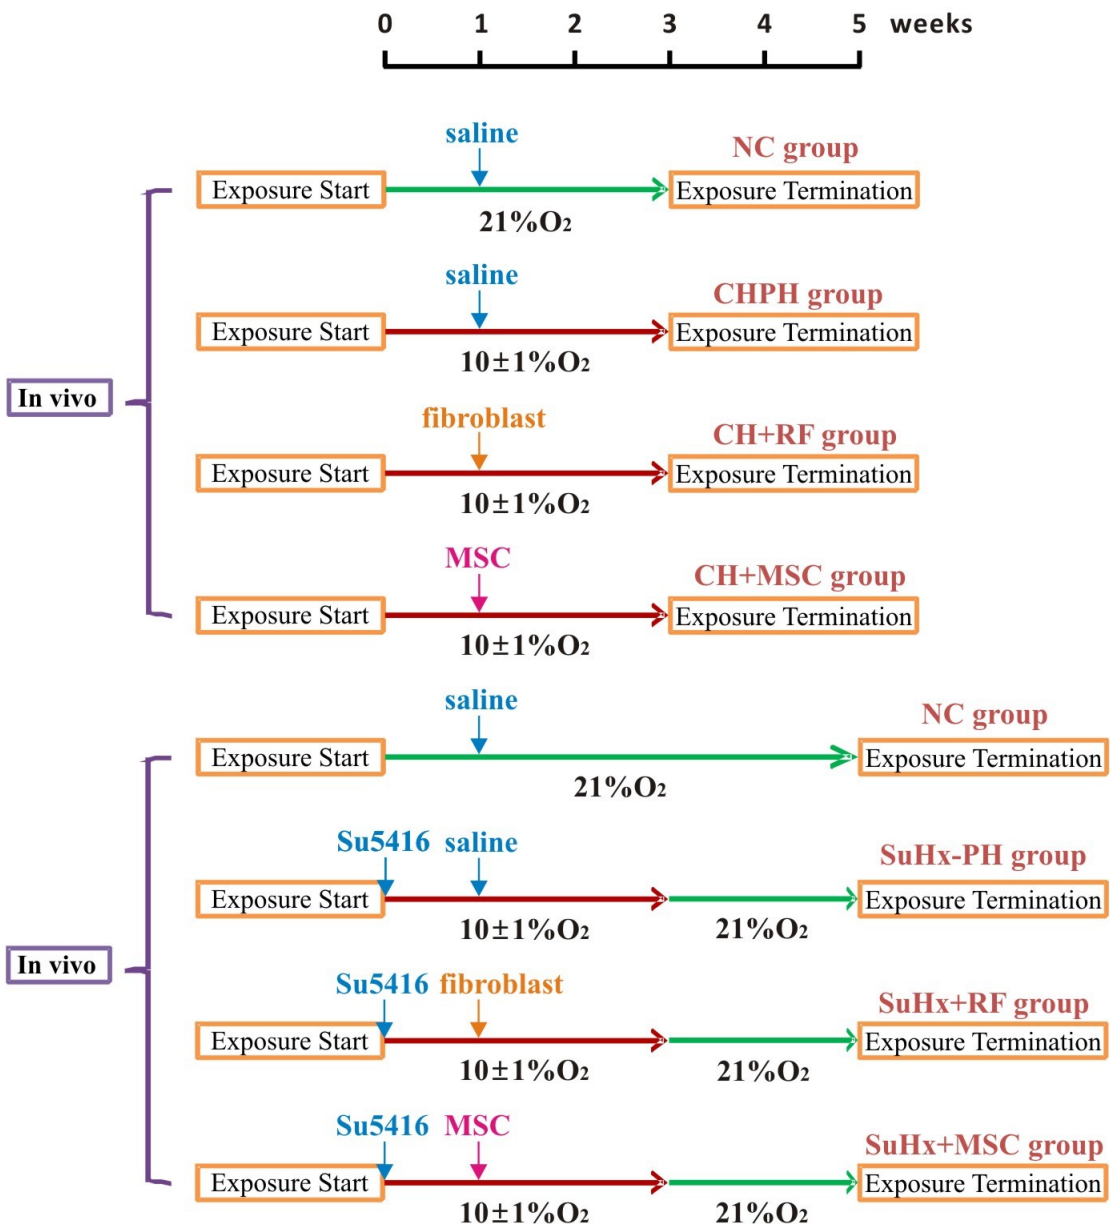 0 1 2 3 4 5 weeks
saline
NC group
Exposure Start
Exposure Termination
21%O₂
saline
CHPH group
Exposure Start
Exposure Termination
10±1%O₂
In vivo
fibroblast
CH+RF group
Exposure Start
Exposure Termination
10±1%O₂
MSC
CH+MSC group
Exposure Start
Exposure Termination
10±1%O₂
saline
NC group
Exposure Start
Exposure Termination
21%O₂
Su5416 saline
SuHx-PH group
Exposure Start
Exposure Termination
10±1%O₂ 21%O₂
In vivo
Su5416 fibroblast
SuHx+RF group
Exposure Start
Exposure Termination
10±1%O₂ 21%O₂
Su5416 MSC
SuHx+MSC group
Exposure Start
Exposure Termination
10±1%O₂ 21%O₂